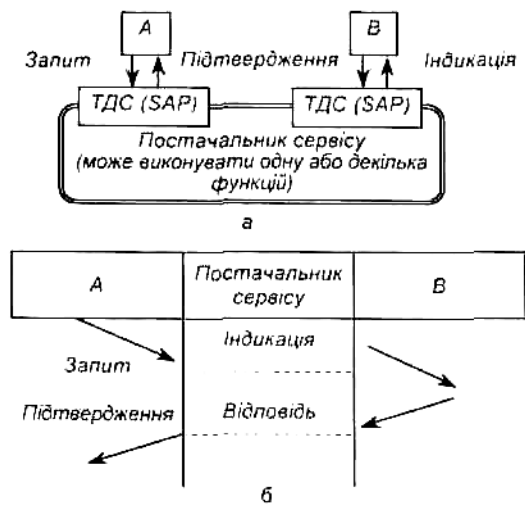 А
В
Запит
Підтвердження
Індикація
ТДС (SAP)
ТДС (SAP)
Постачальник сервісу
(може виконувати одну або декілька
функцій)
а
А
Постачальник
сервісу
В
Індикація
Запит
Підтвердження
Відповідь
б